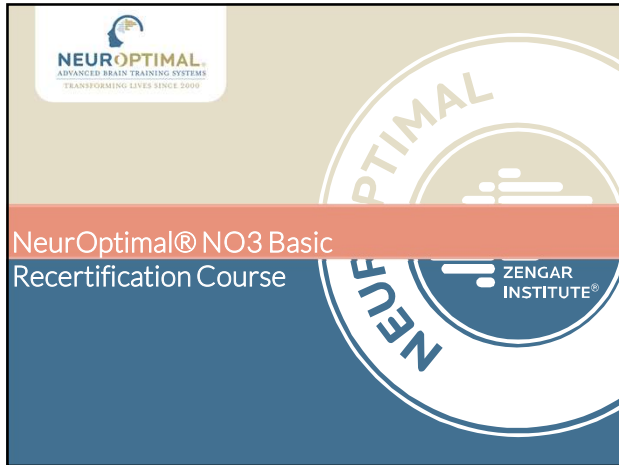 NEUROPTIMAL®
ADVANCED BRAIN TRAINING SYSTEMS
TRANSFORMING LIVES SINCE 2000
NEUROPTIMAL
NeurOptimal® NO3 Basic
Recertification Course
ZENGAR
INSTITUTE®